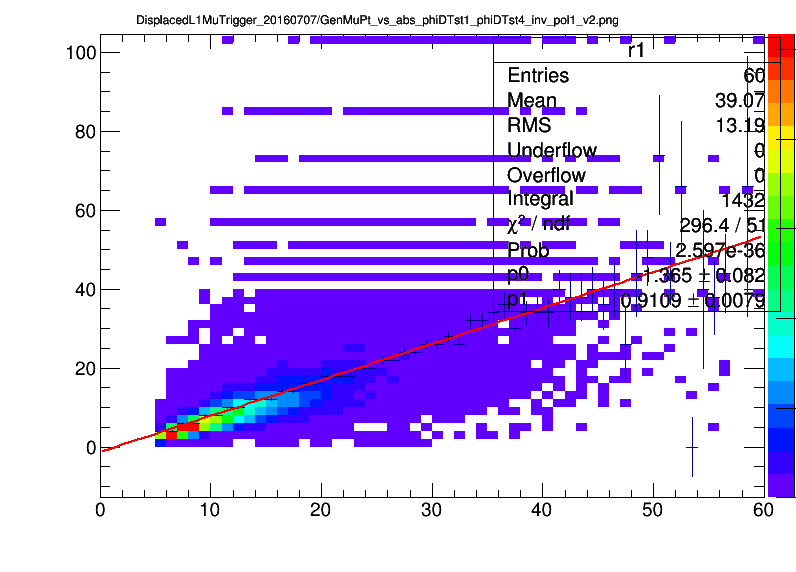 DisplacedL1MuTrigger_20160707/GenMuPt_vs_abs_phiDTst1_phiDTst4_inv_pol1_v2.png
r1
Entries 60
Mean 39.07
RMS 13.19
Underflow 0
Overflow 0
Integral 1432
χ² / ndf 296.4 / 51
Prob 2.597e-36
p0 1.365 ± 0.082
p1 0.9109 ± 0.0079
100
80
60
40
20
0
0 10 20 30 40 50 60